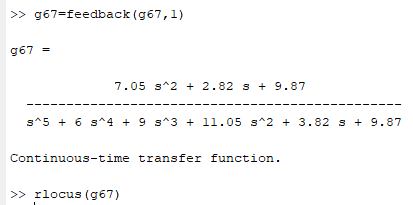 >> g67=feedback(g67,1)
g67 =
7.05 s^2 + 2.82 s + 9.87
-----------------------------------------------
s^5 + 6 s^4 + 9 s^3 + 11.05 s^2 + 3.82 s + 9.87
Continuous-time transfer function.
>> rlocus(g67)